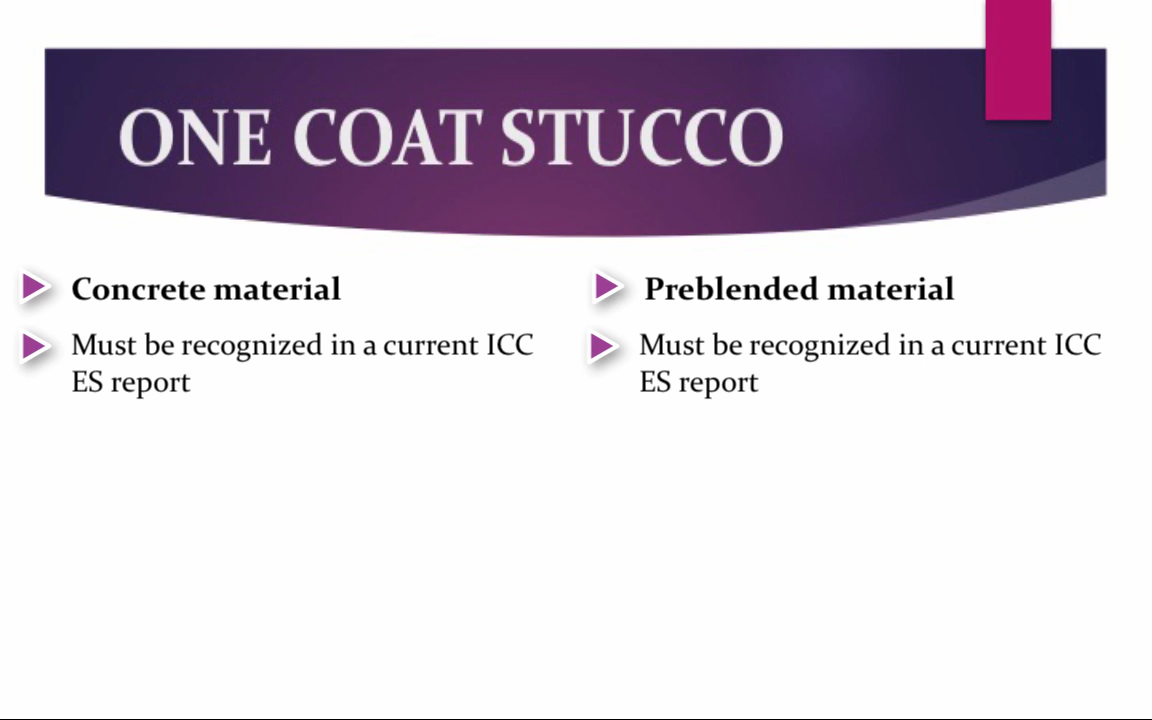 ONE COAT STUCCO
Concrete material
Must be recognized in a current ICC
ES report
Preblended material
Must be recognized in a current ICC
ES report